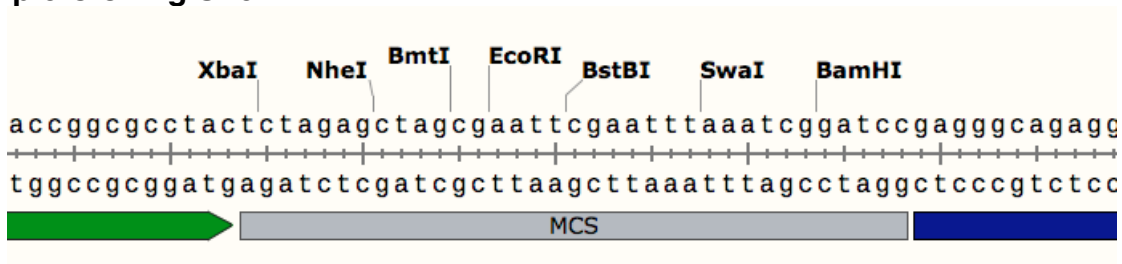 XbaI NheI BmtI EcoRI BstBI SwaI BamHI
accggcgcctactctagagctagcgaattcgaatttaaatcggatccgagggcagagg
tggccgcggatgagatctcgatcgcttaagcttaaatttagcctaggctcccgtctcc
MCS